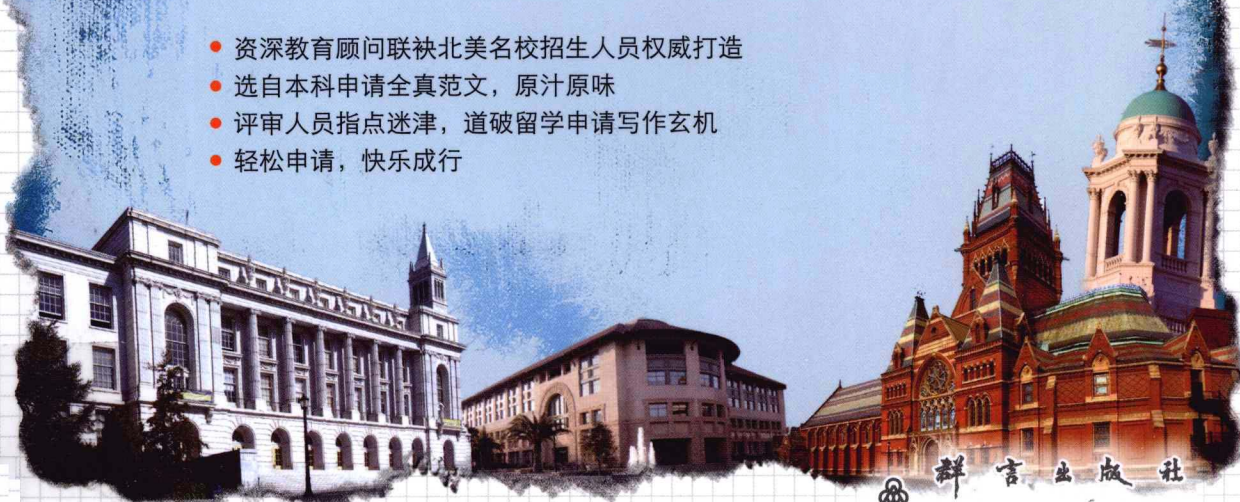 资深教育顾问联袂北美名校招生人员权威打造
选自本科申请全真范文，原汁原味
评审人员指点迷津，道破留学申请写作玄机
轻松申请，快乐成行
群言出版社